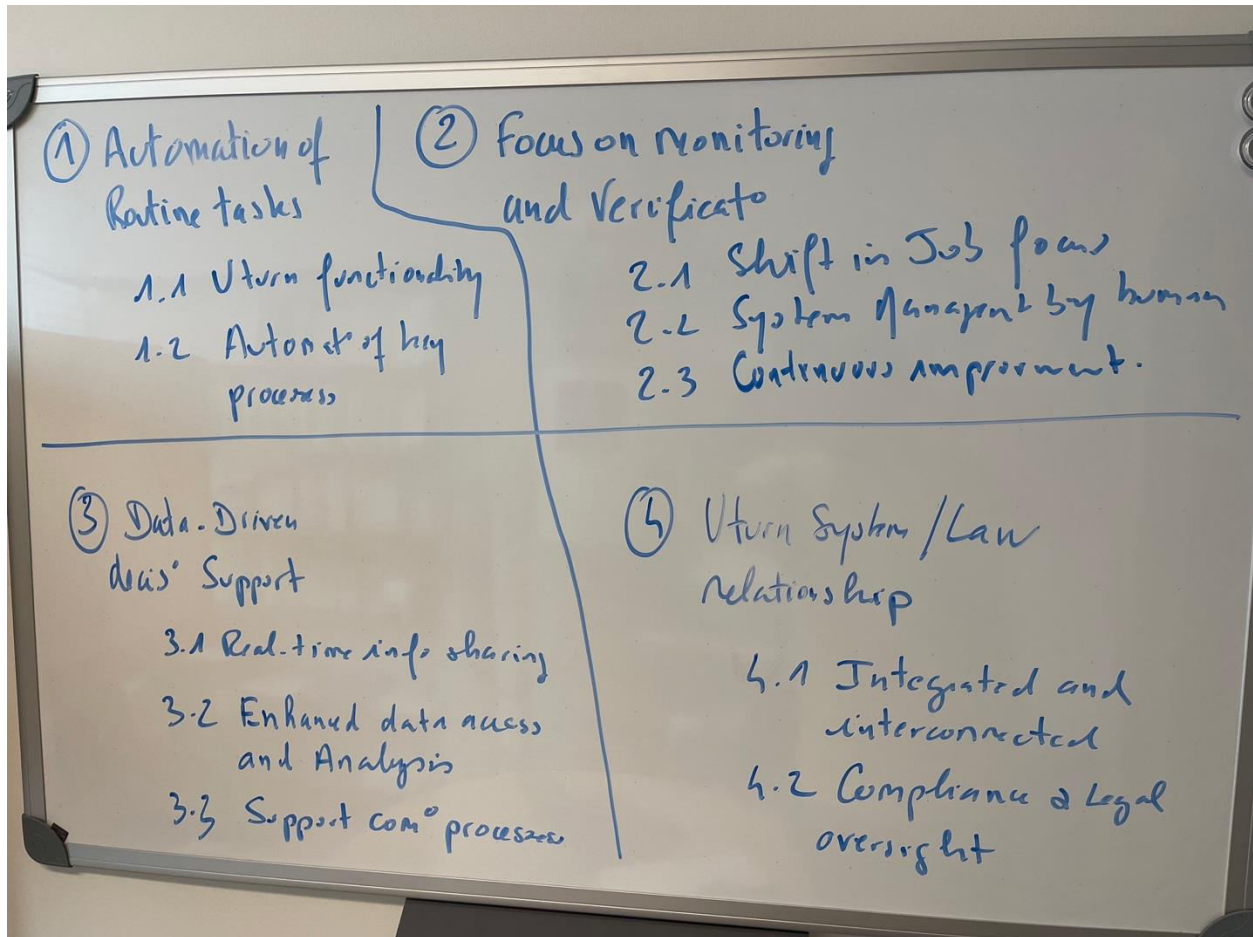 ① Automation of
Routine tasks
1.1 Uturn functionality
1.2 Automat° of key
process
② Focus on monitoring
and Verificat°
2.1 Shift in Job focus
2.2 System Managment by human
2.3 Continuous improvment.
③ Data-Driven
decis° Support
3.1 Real-time info sharing
3.2 Enhanced data access
and Analysis
3.3 Support com° processes
④ Uturn System/Law
relationship
4.1 Integrated and
interconnected
4.2 Compliance & Legal
oversight